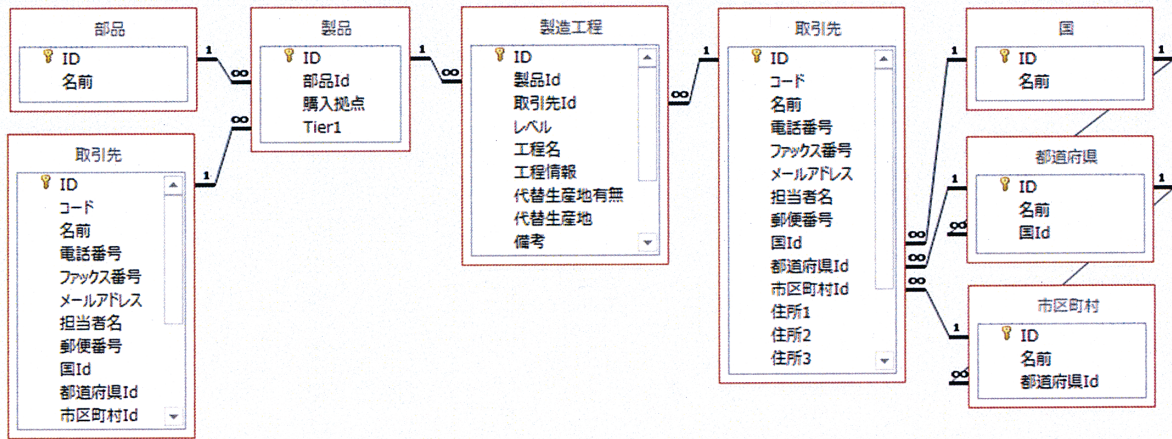 部品
ID
名前
製品
ID
部品Id
購入拠点
Tier1
取引先
ID
コード
名前
電話番号
ファックス番号
メールアドレス
担当者名
郵便番号
国Id
都道府県Id
市区町村Id
製造工程
ID
製品Id
取引先Id
レベル
工程名
工程情報
代替生産地有無
代替生産地
備考
取引先
ID
コード
名前
電話番号
ファックス番号
メールアドレス
担当者名
郵便番号
国Id
都道府県Id
市区町村Id
住所1
住所2
住所3
国
ID
名前
都道府県
ID
名前
国Id
市区町村
ID
名前
都道府県Id
1
∞
1
∞
1
∞
1
∞
1
∞
1
∞
1
∞
1
∞
1
∞